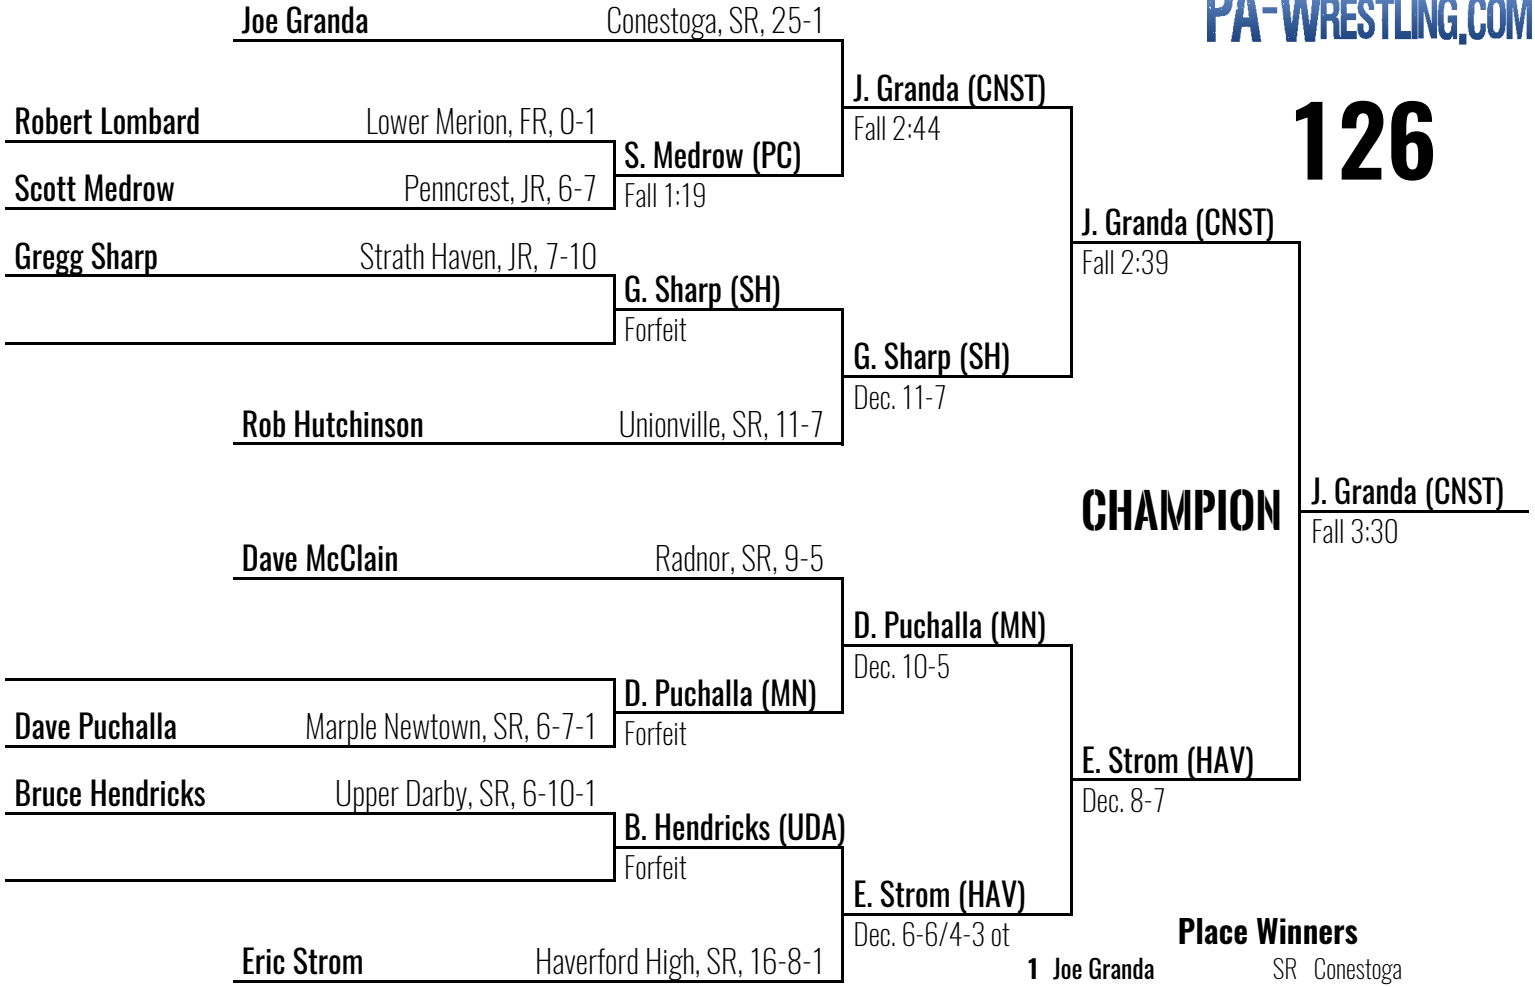 PA-WRESTLING.COM
126
Joe Granda Conestoga, SR, 25-1
J. Granda (CNST)
Fall 2:44
Robert Lombard Lower Merion, FR, 0-1
S. Medrow (PC)
Fall 1:19
Scott Medrow Penncrest, JR, 6-7
J. Granda (CNST)
Fall 2:39
Gregg Sharp Strath Haven, JR, 7-10
G. Sharp (SH)
Forfeit
G. Sharp (SH)
Dec. 11-7
Rob Hutchinson Unionville, SR, 11-7
CHAMPION
J. Granda (CNST)
Fall 3:30
Dave McClain Radnor, SR, 9-5
D. Puchalla (MN)
Dec. 10-5
D. Puchalla (MN)
Forfeit
Dave Puchalla Marple Newtown, SR, 6-7-1
E. Strom (HAV)
Dec. 8-7
Bruce Hendricks Upper Darby, SR, 6-10-1
B. Hendricks (UDA)
Forfeit
E. Strom (HAV)
Dec. 6-6/4-3 ot
Eric Strom Haverford High, SR, 16-8-1
Place Winners
1 Joe Granda SR Conestoga